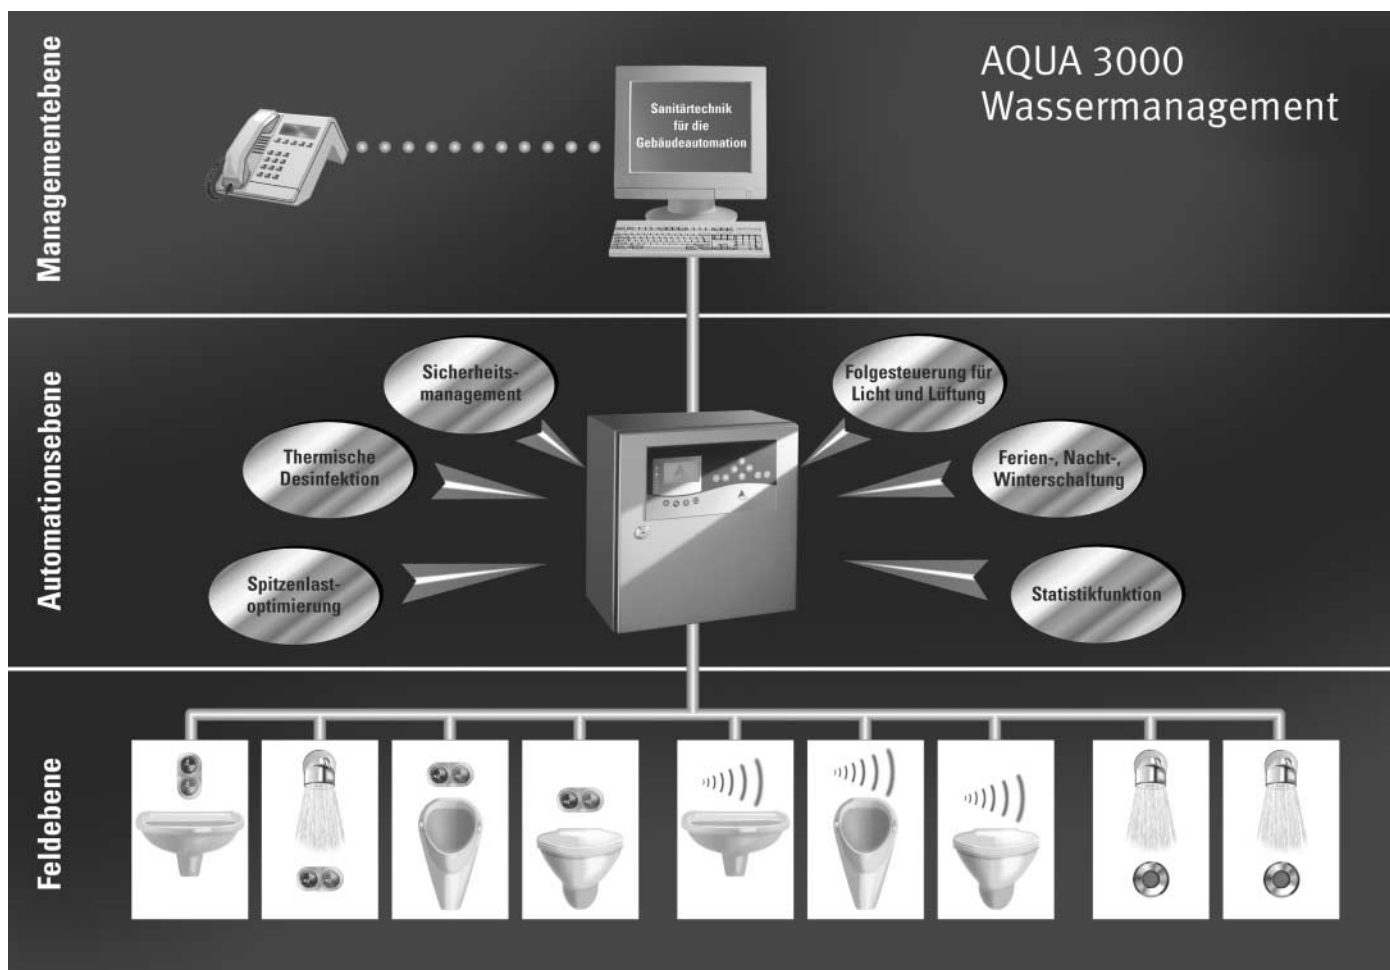 AQUA 3000
Wassermanagement
Managementebene
Sanitärtechnik
für die
Gebäudeautomation
Automationsebene
Sicherheits-
management
Folgesteuerung für
Licht und Lüftung
Thermische
Desinfektion
Ferien-, Nacht-,
Winterschaltung
Spitzenlast-
optimierung
Statistikfunktion
Feldebene